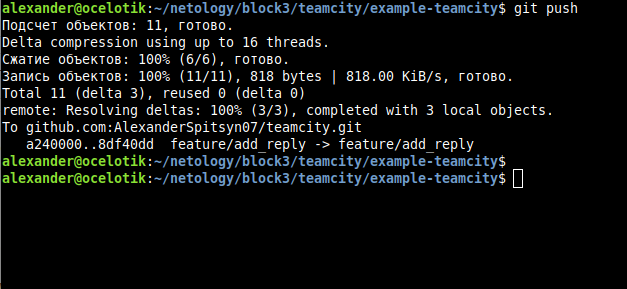 alexander@ocelotik:~/netology/block3/teamcity/example-teamcity$ git push
Подсчет объектов: 11, готово.
Delta compression using up to 16 threads.
Сжатие объектов: 100% (6/6), готово.
Запись объектов: 100% (11/11), 818 bytes | 818.00 KiB/s, готово.
Total 11 (delta 3), reused 0 (delta 0)
remote: Resolving deltas: 100% (3/3), completed with 3 local objects.
To github.com:AlexanderSpitsyn07/teamcity.git
   a240000..8df40dd  feature/add_reply -> feature/add_reply
alexander@ocelotik:~/netology/block3/teamcity/example-teamcity$
alexander@ocelotik:~/netology/block3/teamcity/example-teamcity$